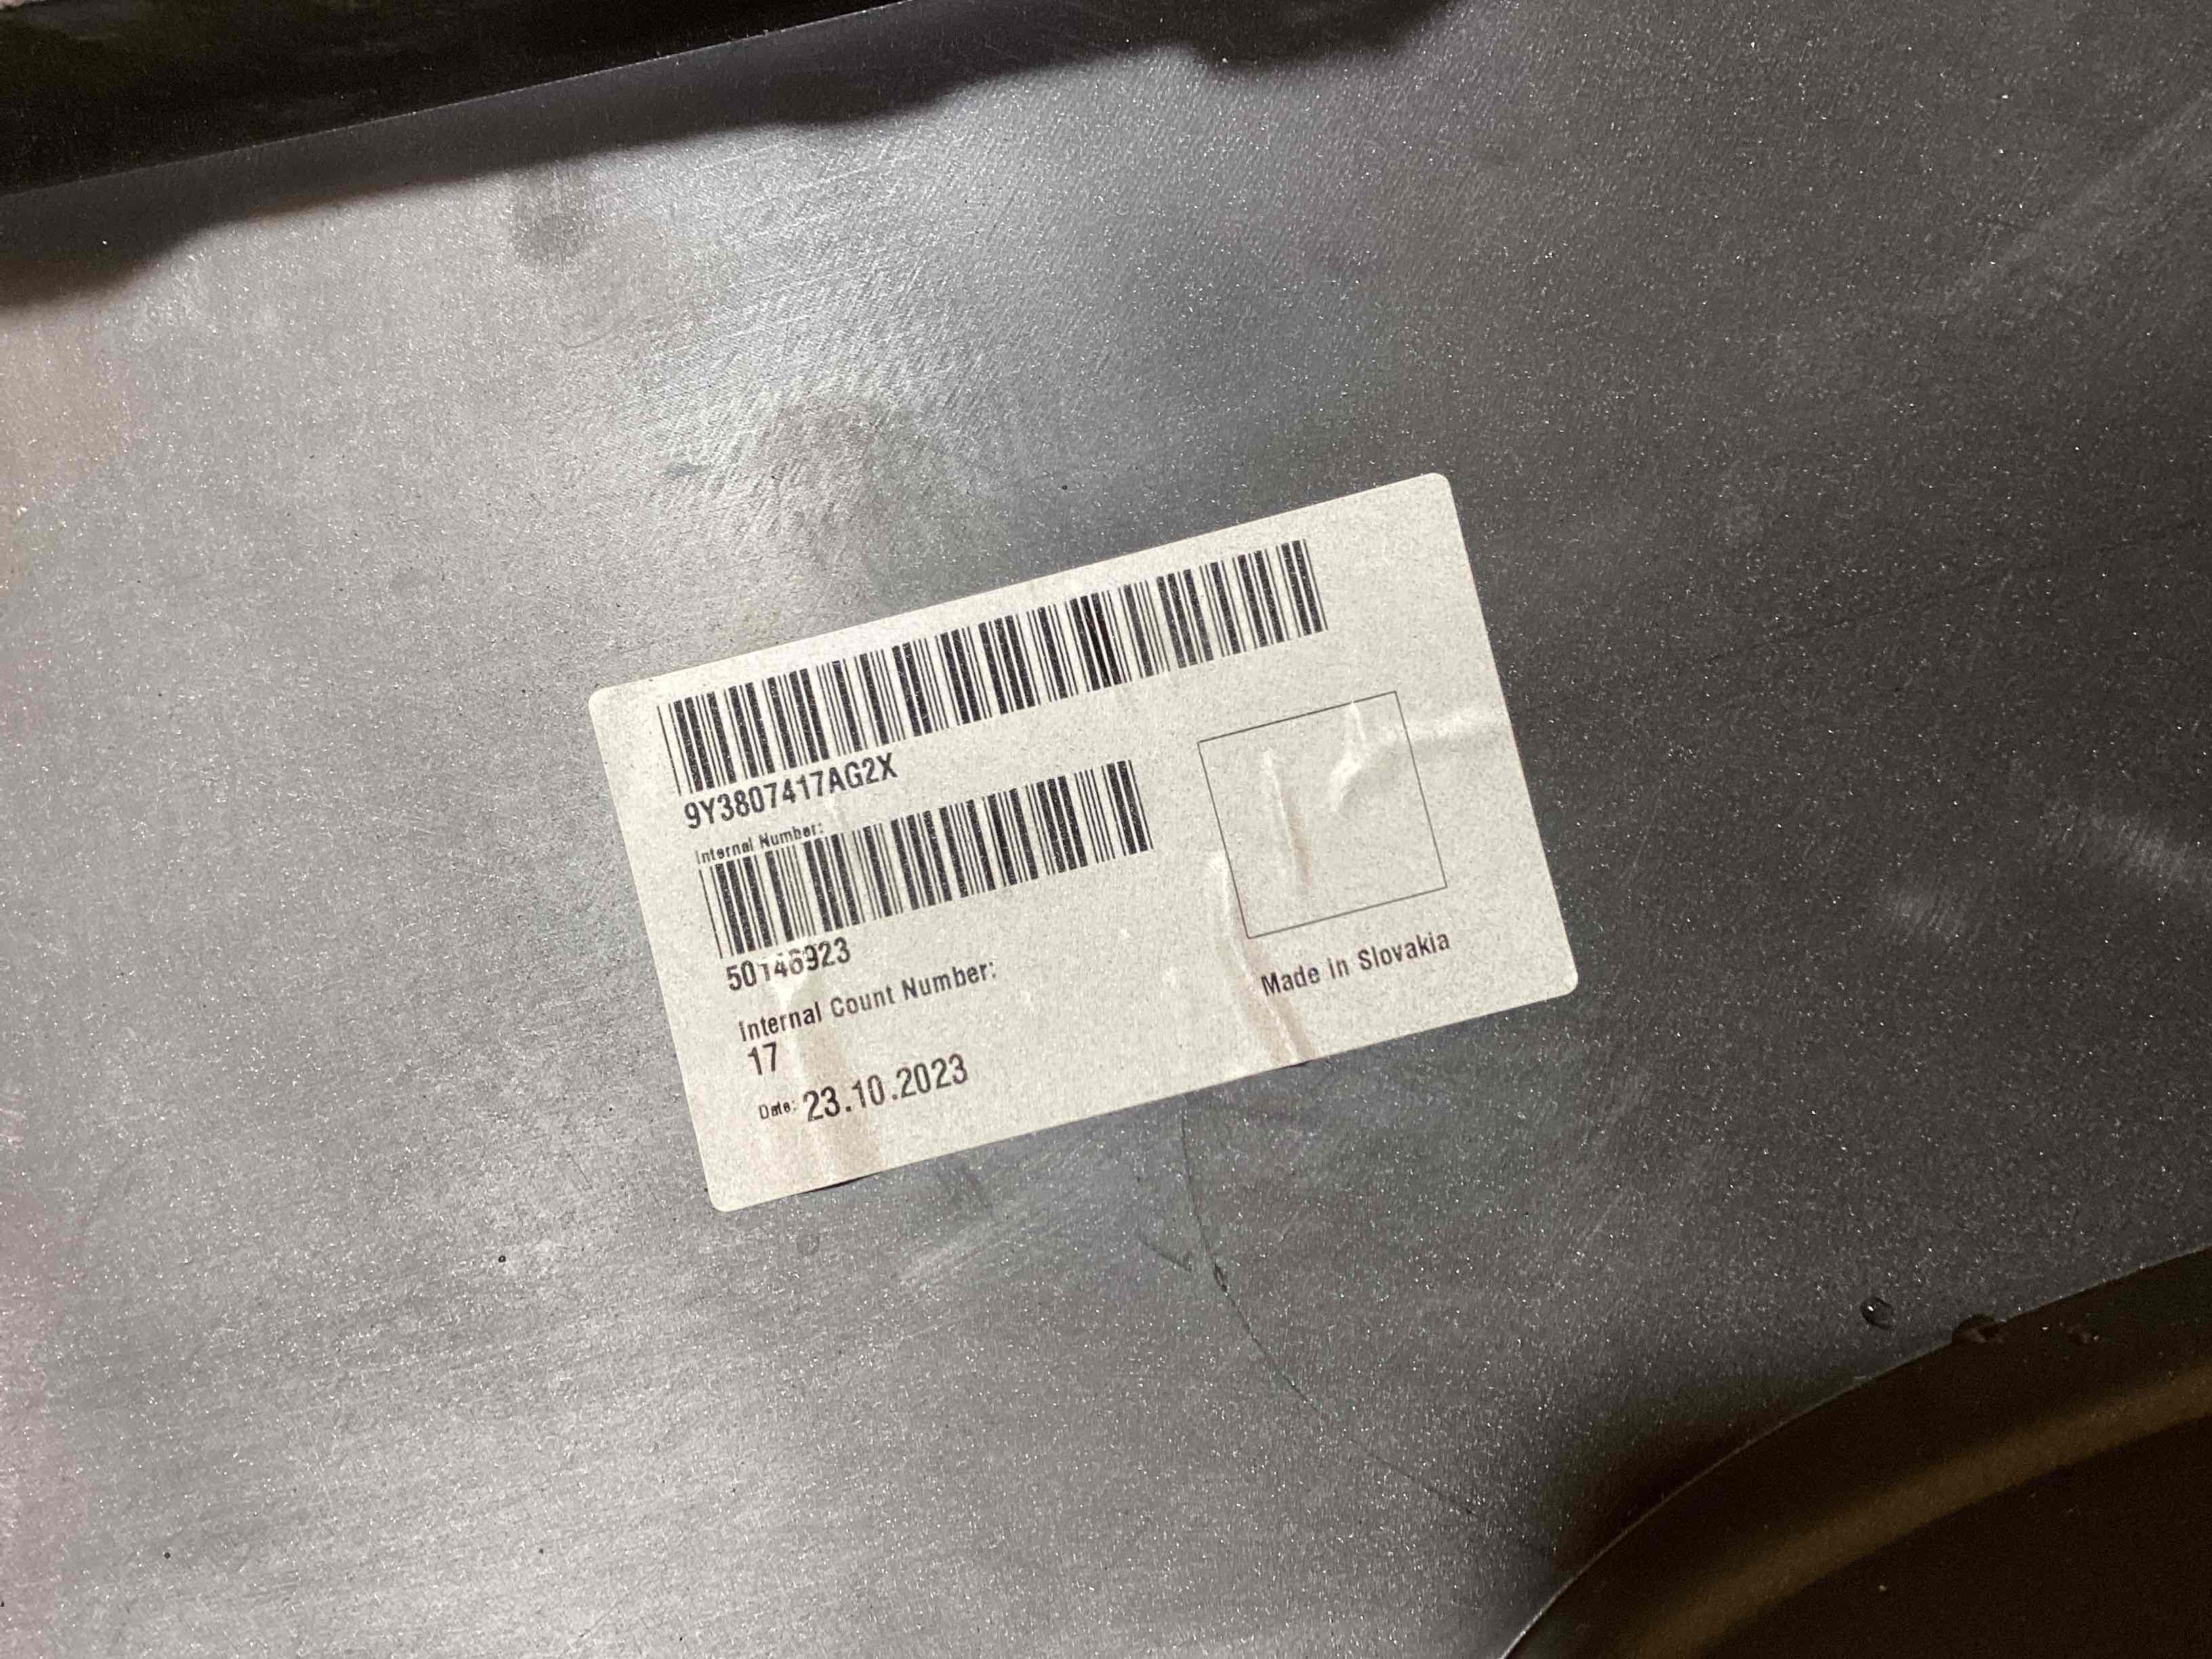 9Y3807417AG2X
Internal Number:
50146923
Internal Count Number:
17
Date: 23.10.2023
Made in Slovakia